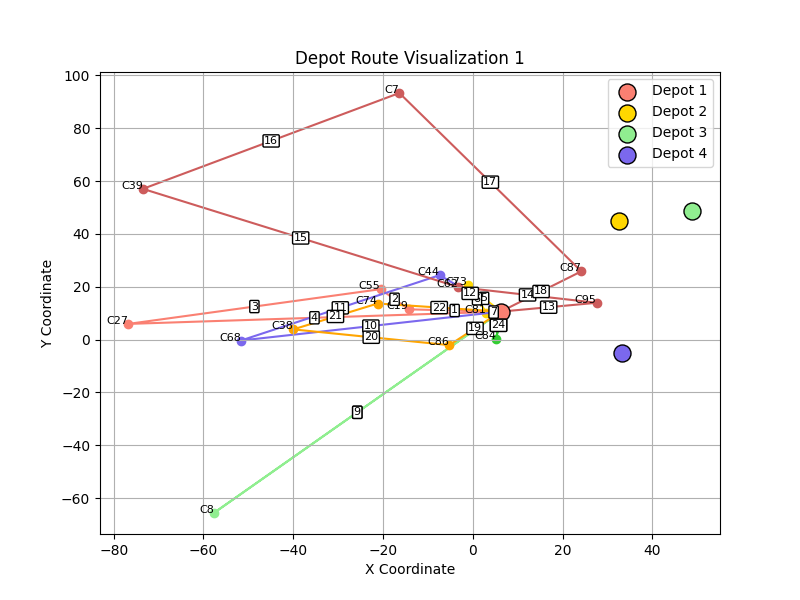 Depot Route Visualization 1
Y Coordinate
100
80
60
40
20
0
−20
−40
−60
−80
−60
−40
−20
0
20
40
X Coordinate
Depot 1
Depot 2
Depot 3
Depot 4
C7
16
17
C39
15
C87
C44
C73
C55
12
14
18
C95
13
3
2
C74
C19
11
22
1
C81
7
C27
4
21
C38
10
19
24
C68
20
C86
C84
9
C8